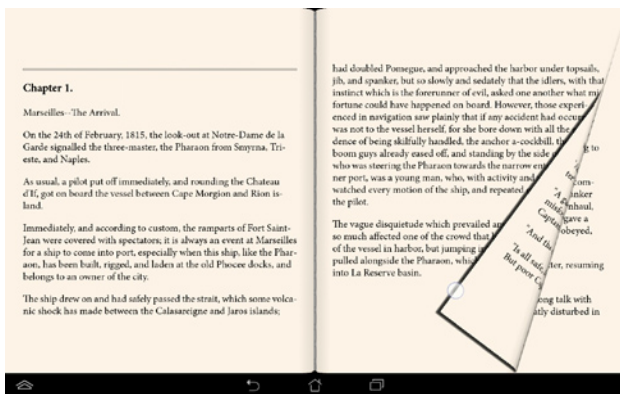 Chapter 1.
Marseilles--The Arrival.
On the 24th of February, 1815, the look-out at Notre-Dame de la
Garde signalled the three-master, the Pharaon from Smyrna, Tri-
este, and Naples.
As usual, a pilot put off immediately, and rounding the Chateau
d'If, got on board the vessel between Cape Morgion and Rion is-
land.
Immediately, and according to custom, the ramparts of Fort Saint-
Jean were covered with spectators; it is always an event at Marseilles
for a ship to come into port, especially when this ship, like the Phar-
aon, has been built, rigged, and laden at the old Phocee docks, and
belongs to an owner of the city.
The ship drew on and had safely passed the strait, which some volca-
nic shock has made between the Calasareigne and Jaros islands;
had doubled Pomegue, and approached the harbor under topsails,
jib, and spanker, but so slowly and sedately that the idlers, with that
instinct which is the forerunner of evil, asked one another what
fortune could have happened on board. However, those experi-
enced in navigation saw plainly that if any accident had
was not to the vessel herself, for she bore down with all the
dence of being skilfully handled, the anchor a-cockbill,
boom guys already eased off, and standing by the side
who was steering the Pharaon towards the narrow
ner port, was a young man, who, with activity and
watched every motion of the ship, and repeated
the pilot.
The vague disquietude which prevailed
so much affected one of the crowd that
of the vessel in harbor, but jumping
pulled alongside the Pharaon,
into La Reserve basin.
to
anker
gave a
obeyed,
resuming
talk with
disturbed in
"A
"And
"Is all
But poor